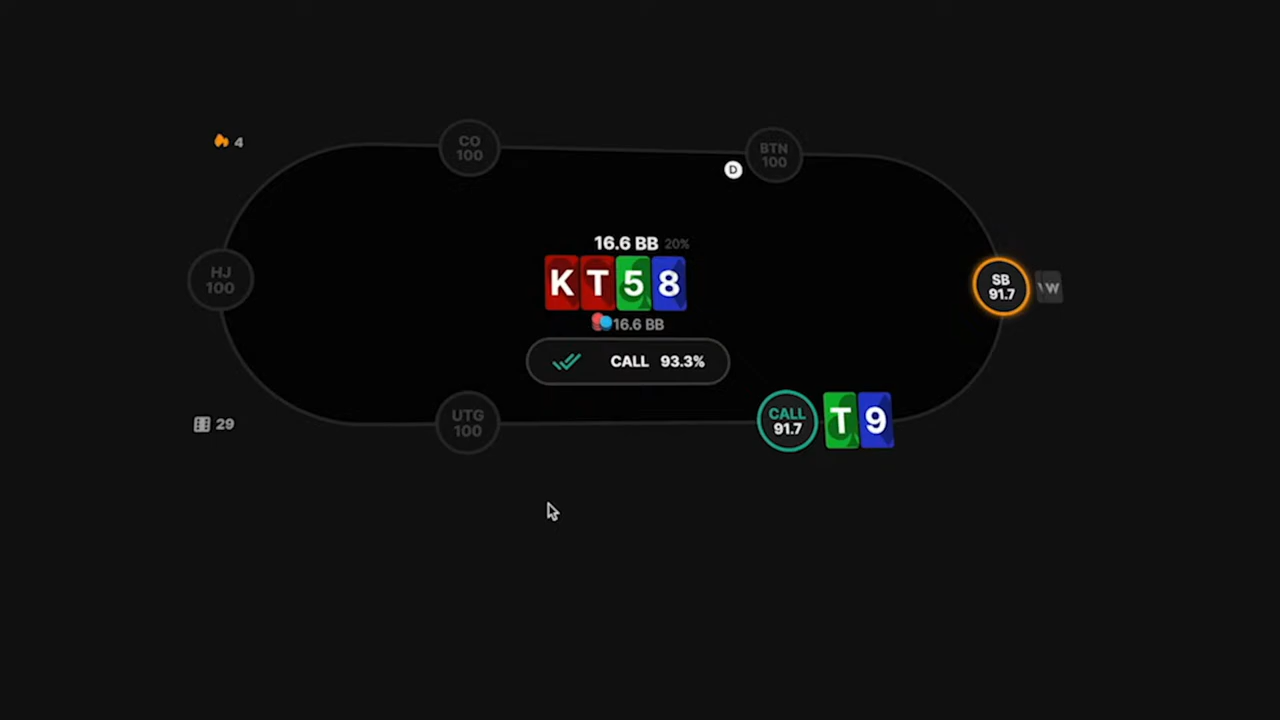 4
CO
100
BTN
100
D
16.6 BB 20%
K T 5 8
HJ
100
SB
91.7
W
16.6 BB
CALL 93.3%
29
UTG
100
CALL
91.7
T 9